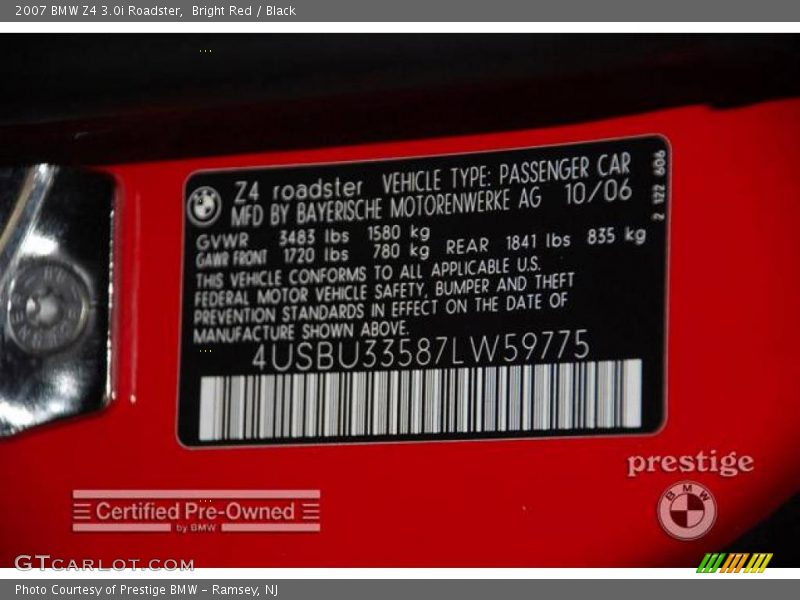 2007 BMW Z4 3.0i Roadster,  Bright Red / Black
Z4 roadster VEHICLE TYPE: PASSENGER CAR
MFD BY BAYERISCHE MOTORENWERKE AG 10/06
2 122 606
GVWR 3483 lbs 1580 kg
GAWR FRONT 1720 lbs 780 kg REAR 1841 lbs 835 kg
THIS VEHICLE CONFORMS TO ALL APPLICABLE U.S.
FEDERAL MOTOR VEHICLE SAFETY, BUMPER AND THEFT
PREVENTION STANDARDS IN EFFECT ON THE DATE OF
MANUFACTURE SHOWN ABOVE.
4USBU33587LW59775
prestige
BMW
Certified Pre-Owned
by BMW
GTcarlot.com
Photo Courtesy of Prestige BMW - Ramsey, NJ